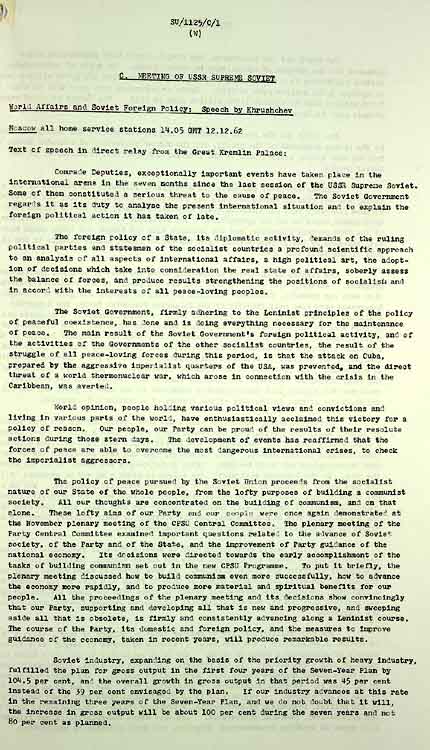 SU/1125/C/1
(W)
C. MEETING OF USSR SUPREME SOVIET
World Affairs and Soviet Foreign Policy: Speech by Khrushchev
Moscow all home service stations 14.05 GMT 12.12.62
Text of speech in direct relay from the Great Kremlin Palace:
Comrade Deputies, exceptionally important events have taken place in the
international arena in the seven months since the last session of the USSR Supreme Soviet.
Some of them constituted a serious threat to the cause of peace. The Soviet Government
regards it as its duty to analyse the present international situation and to explain the
foreign political action it has taken of late.
The foreign policy of a State, its diplomatic activity, demands of the ruling
political parties and statesmen of the socialist countries a profound scientific approach
to an analysis of all aspects of international affairs, a high political art, the adopt-
ion of decisions which take into consideration the real state of affairs, soberly assess
the balance of forces, and produce results strengthening the positions of socialism and
in accord with the interests of all peace-loving peoples.
The Soviet Government, firmly adhering to the Leninist principles of the policy
of peaceful coexistence, has done and is doing everything necessary for the maintenance
of peace. The main result of the Soviet Government's foreign political activity, and of
the activities of the Governments of the other socialist countries, the result of the
struggle of all peace-loving forces during this period, is that the attack on Cuba,
prepared by the aggressive imperialist quarters of the USA, was prevented, and the direct
threat of a world thermonuclear war, which arose in connection with the crisis in the
Caribbean, was averted.
World opinion, people holding various political views and convictions and
living in various parts of the world, have enthusiastically acclaimed this victory for a
policy of reason. Our people, our Party can be proud of the results of their resolute
actions during those stern days. The development of events has reaffirmed that the
forces of peace are able to overcome the most dangerous international crises, to check
the imperialist aggressors.
The policy of peace pursued by the Soviet Union proceeds from the socialist
nature of our State of the whole people, from the lofty purposes of building a communist
society. All our thoughts are concentrated on the building of communism, and on that
alone. These lofty aims of our Party and our people were once again demonstrated at
the November plenary meeting of the CPSU Central Committee. The plenary meeting of the
Party Central Committee examined important questions related to the advance of Soviet
society, of the Party and of the State, and the improvement of Party guidance of the
national economy. Its decisions were directed towards the early accomplishment of the
tasks of building communism set out in the new CPSU Programme. To put it briefly, the
plenary meeting discussed how to build communism even more successfully, how to advance
the economy more rapidly, and to produce more material and spiritual benefits for our
people. All the proceedings of the plenary meeting and its decisions show convincingly
that our Party, supporting and developing all that is new and progressive, and sweeping
aside all that is obsolete, is firmly and consistently advancing along a Leninist course.
The course of the Party, its domestic and foreign policy, and the measures to improve
guidance of the economy, taken in recent years, will produce remarkable results.
Soviet industry, expanding on the basis of the priority growth of heavy industry,
fulfilled the plan for gross output in the first four years of the Seven-Year Plan by
104.5 per cent, and the overall growth in gross output in that period was 45 per cent
instead of the 39 per cent envisaged by the plan. If our industry advances at this rate
in the remaining three years of the Seven-Year Plan, and we do not doubt that it will,
the increase in gross output will be about 100 per cent during the seven years and not
80 per cent as planned.